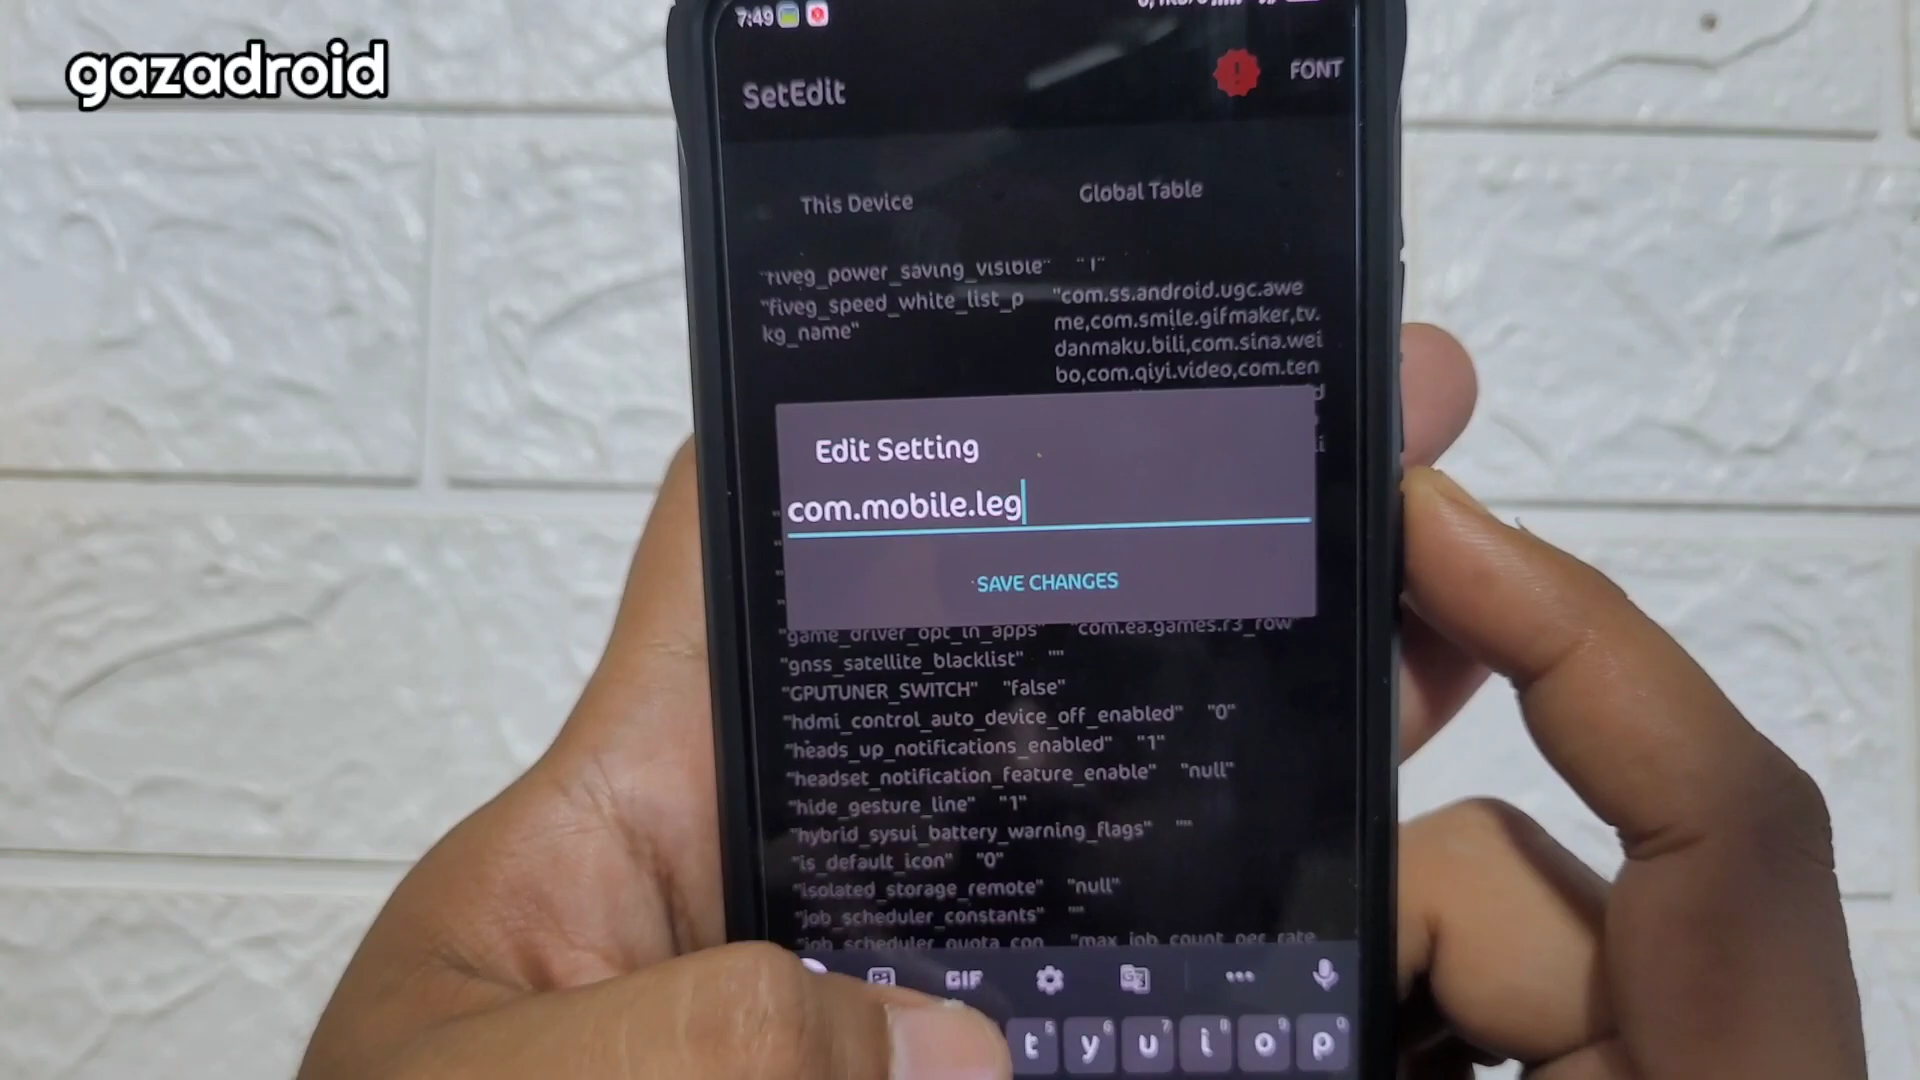 gazadroid
7:49
SetEdit
FONT
This Device
Global Table
"fiveg_power_saving_visible" "1"
"fiveg_speed_white_list_p
kg_name"
"com.ss.android.ugc.awe
me,com.smile.gifmaker,tv.
danmaku.bili,com.sina.wei
bo,com.qiyi.video,com.ten
Edit Setting
com.mobile.leg
SAVE CHANGES
"game_driver_opt_in_apps" "com.ea.games.r3_row"
"gnss_satellite_blacklist" ""
"GPUTUNER_SWITCH" "false"
"hdmi_control_auto_device_off_enabled" "0"
"heads_up_notifications_enabled" "1"
"headset_notification_feature_enable" "null"
"hide_gesture_line" "1"
"hybrid_sysui_battery_warning_flags" ""
"is_default_icon" "0"
"isolated_storage_remote" "null"
"job_scheduler_constants" ""
"job_scheduler_quota_con "max_job_count_per_rate
GIF
t y u i o p